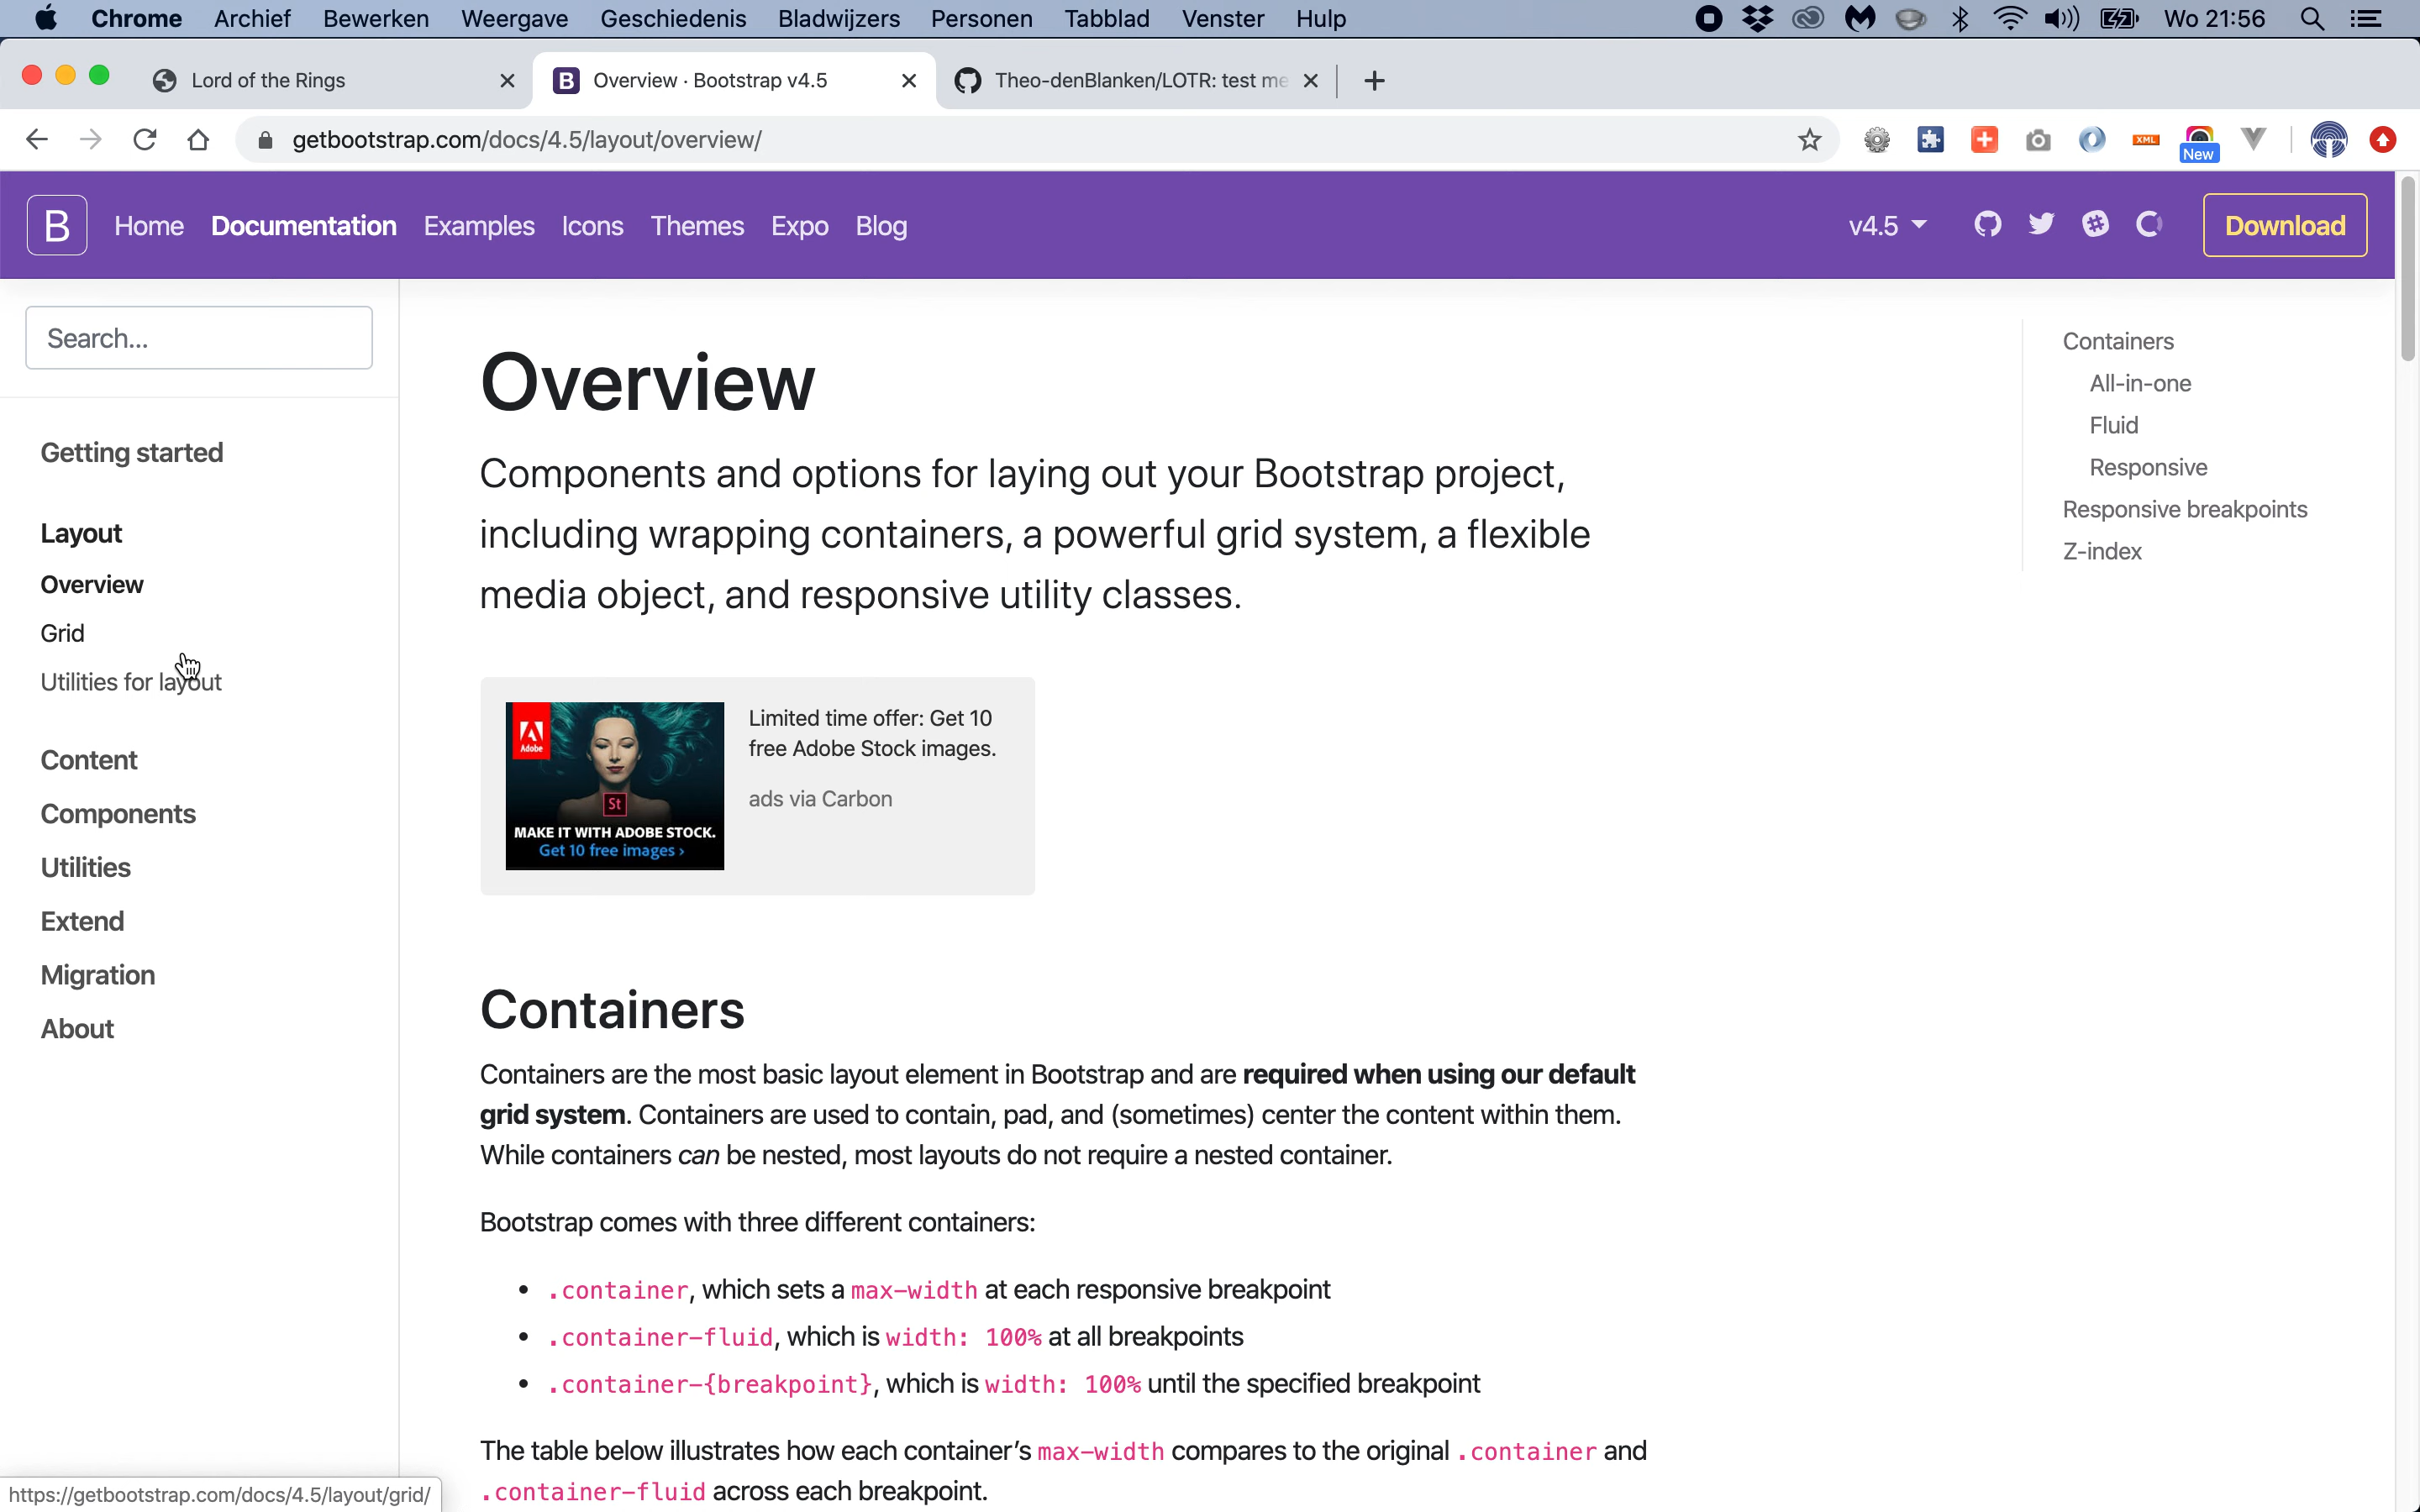 Chrome Archief Bewerken Weergave Geschiedenis Bladwijzers Personen Tabblad Venster Hulp Wo 21:56
Lord of the Rings
B Overview · Bootstrap v4.5
Theo-denBlanken/LOTR: test me
getbootstrap.com/docs/4.5/layout/overview/
XML
New
B Home Documentation Examples Icons Themes Expo Blog v4.5 Download
Search...
Getting started
Layout
Overview
Grid
Utilities for layout
Content
Components
Utilities
Extend
Migration
About
Overview
Components and options for laying out your Bootstrap project,
including wrapping containers, a powerful grid system, a flexible
media object, and responsive utility classes.
Adobe
St
MAKE IT WITH ADOBE STOCK.
Get 10 free images ›
Limited time offer: Get 10
free Adobe Stock images.
ads via Carbon
Containers
Containers are the most basic layout element in Bootstrap and are required when using our default
grid system. Containers are used to contain, pad, and (sometimes) center the content within them.
While containers can be nested, most layouts do not require a nested container.
Bootstrap comes with three different containers:
• .container, which sets a max-width at each responsive breakpoint
• .container-fluid, which is width: 100% at all breakpoints
• .container-{breakpoint}, which is width: 100% until the specified breakpoint
The table below illustrates how each container's max-width compares to the original .container and
.container-fluid across each breakpoint.
Containers
All-in-one
Fluid
Responsive
Responsive breakpoints
Z-index
https://getbootstrap.com/docs/4.5/layout/grid/